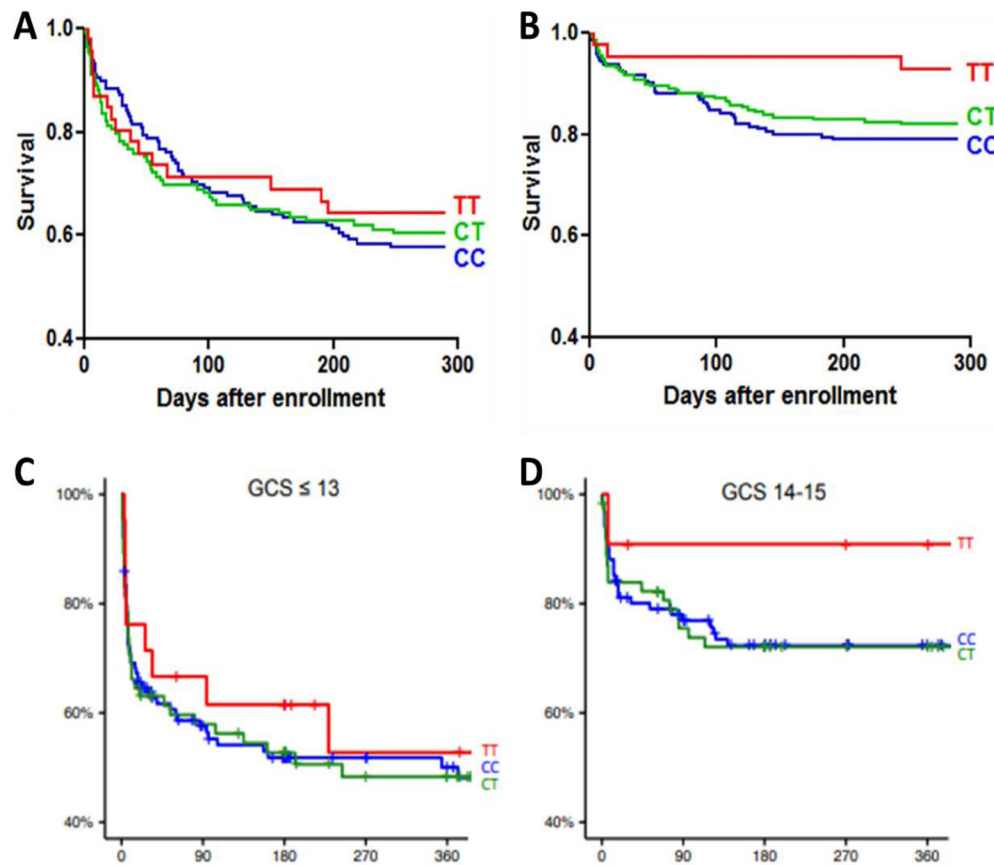 A
1.0
0.8
0.6
0.4
Survival
TT
CT
CC
0 100 200 300
Days after enrollment
B
1.0
0.8
0.6
0.4
Survival
TT
CT
CC
0 100 200 300
Days after enrollment
C
GCS ≤ 13
100%
80%
60%
40%
TT
CC
CT
0 90 180 270 360
D
GCS 14-15
100%
80%
60%
40%
TT
CC
CT
0 90 180 270 360